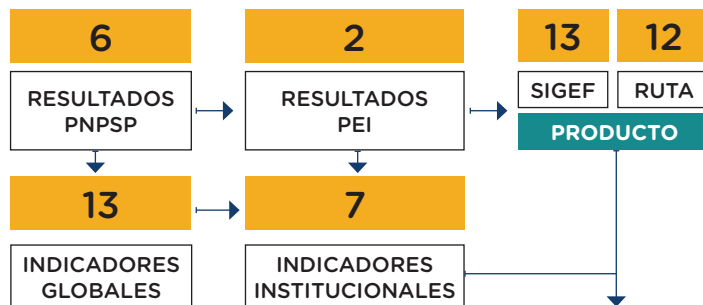 6
RESULTADOS
PNPSP
2
RESULTADOS
PEI
13
SIGEF
12
RUTA
PRODUCTO
13
INDICADORES
GLOBALES
7
INDICADORES
INSTITUCIONALES